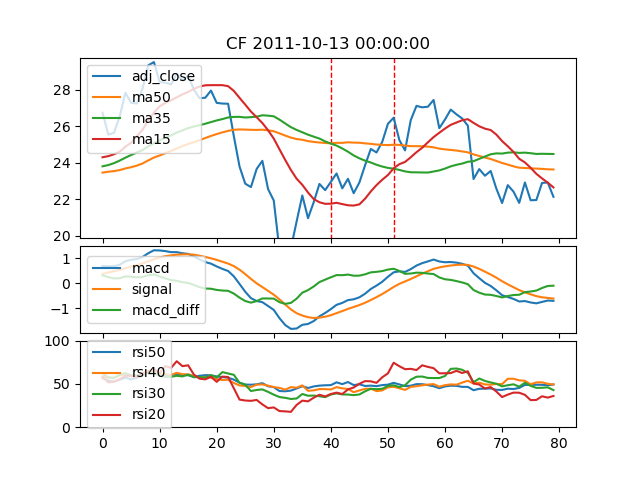 CF 2011-10-13 00:00:00
28
26
24
22
20
adj_close
ma50
ma35
ma15
1
0
−1
macd
signal
macd_diff
100
50
0
rsi50
rsi40
rsi30
rsi20
0 10 20 30 40 50 60 70 80